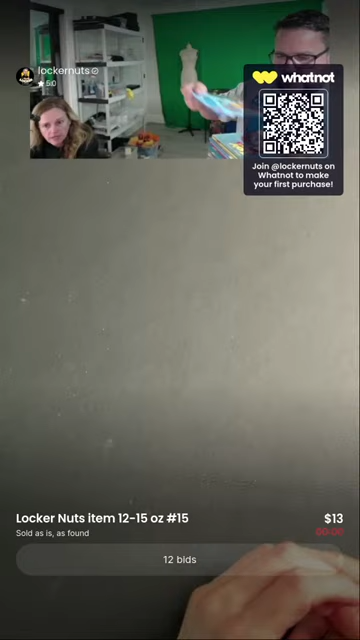 lockernuts
★ 5.0
whatnot
Join @lockernuts on
Whatnot to make
your first purchase!
Locker Nuts item 12-15 oz #15
$13
Sold as is, as found
12 bids